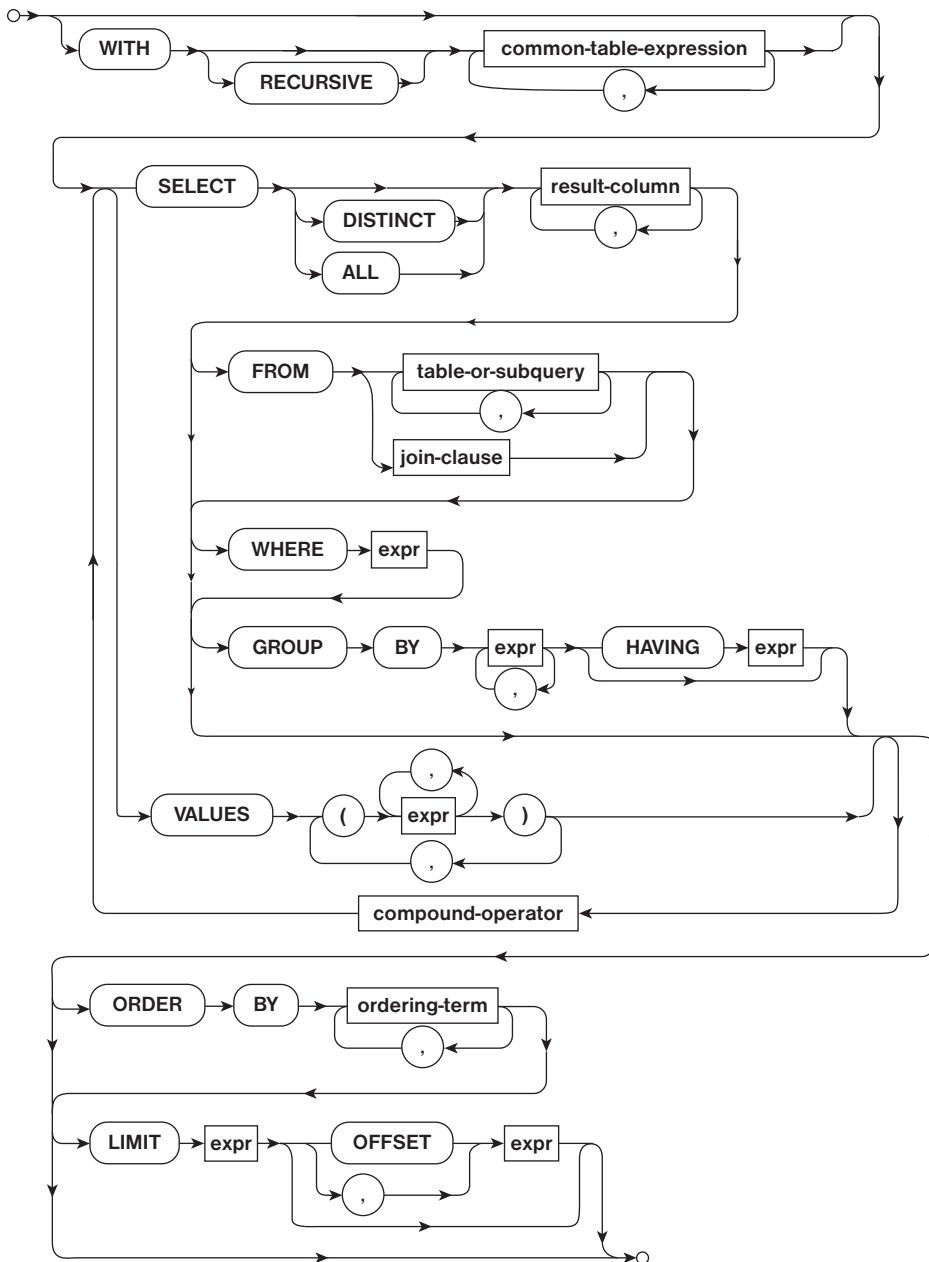 WITH common-table-expression
RECURSIVE ,
SELECT result-column
DISTINCT ,
ALL
FROM table-or-subquery
,
join-clause
WHERE expr
GROUP BY expr HAVING expr
,
,
VALUES ( expr )
,
compound-operator
ORDER BY ordering-term
,
LIMIT expr OFFSET expr
,